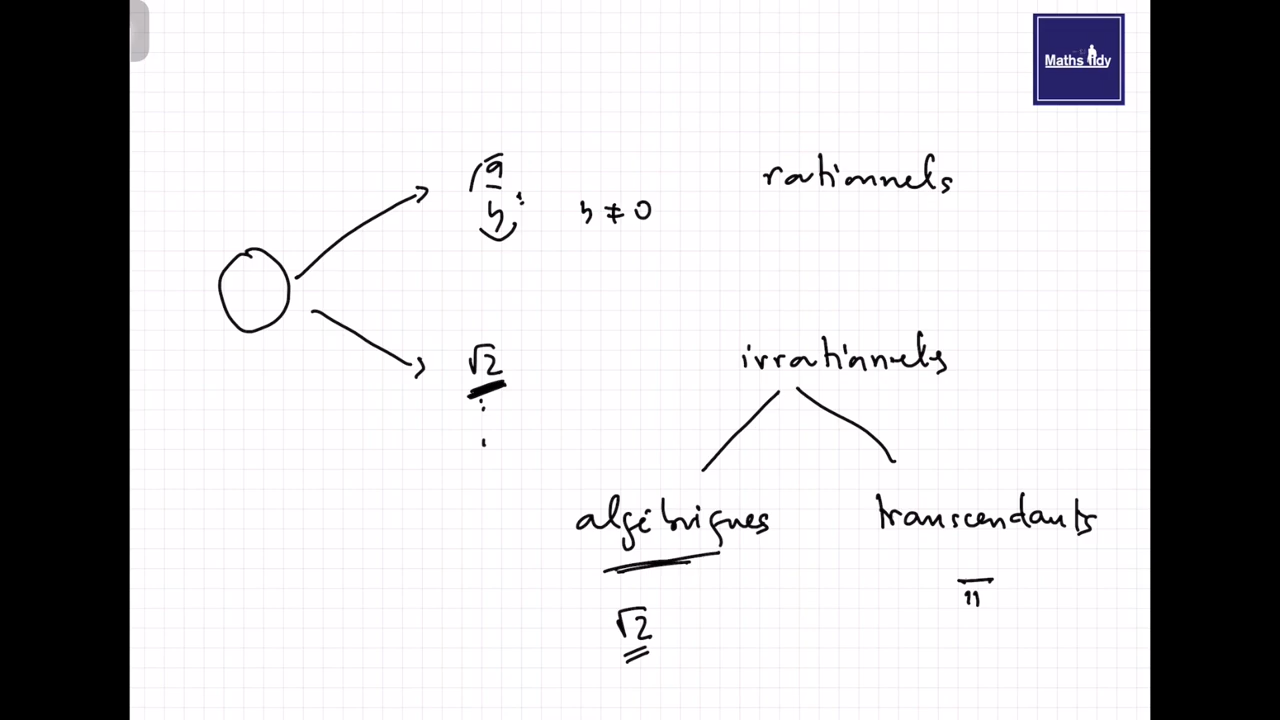 Maths Tidy
a/b b ≠ 0 rationnels
√2 irrationnels
algébriques transcendants
√2 π